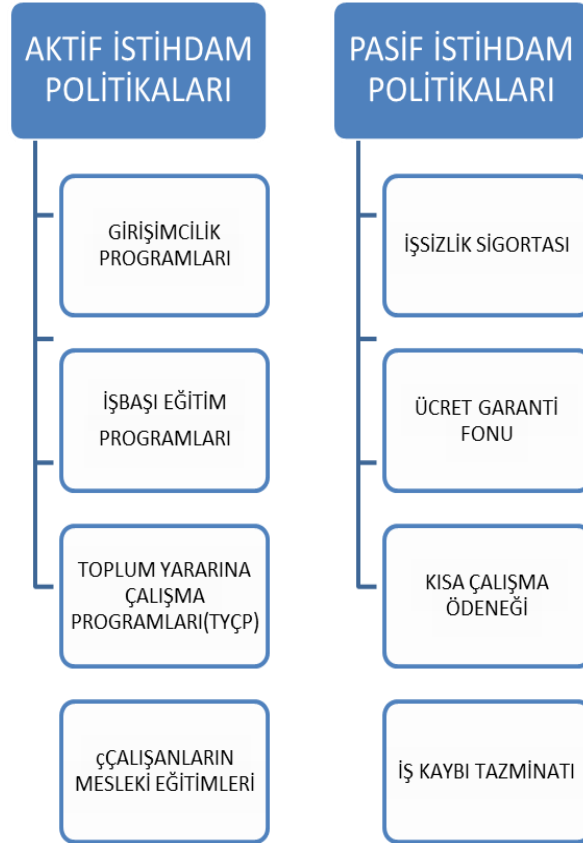 AKTİF İSTİHDAM
POLİTİKALARI
GİRİŞİMCİLİK
PROGRAMLARI
İŞBAŞI EĞİTİM
PROGRAMLARI
TOPLUM YARARINA
ÇALIŞMA
PROGRAMLARI(TYÇP)
çÇALIŞANLARIN
MESLEKİ EĞİTİMLERİ
PASİF İSTİHDAM
POLİTİKALARI
İŞSİZLİK SİGORTASI
ÜCRET GARANTİ
FONU
KISA ÇALIŞMA
ÖDENEĞİ
İŞ KAYBI TAZMİNATI